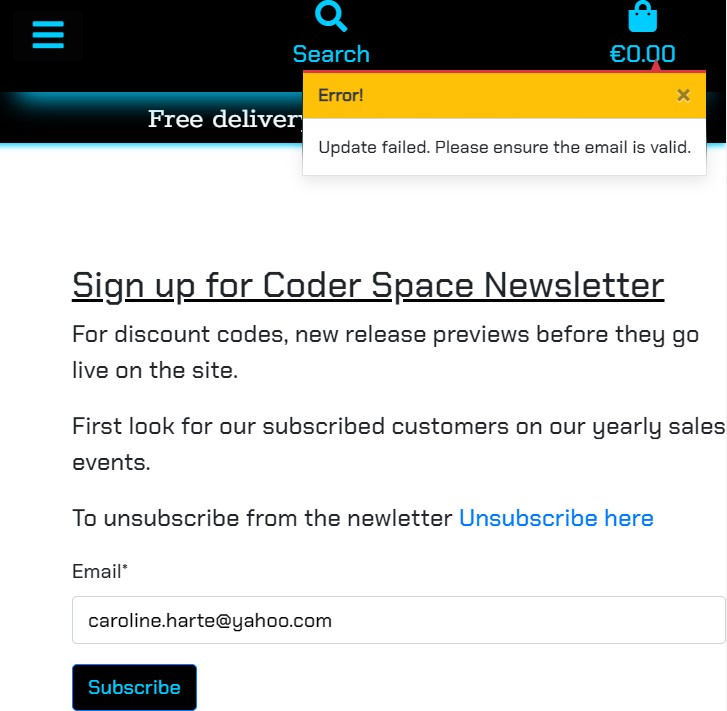 Search
€0.00
Free delivery
Error!
×
Update failed. Please ensure the email is valid.
Sign up for Coder Space Newsletter
For discount codes, new release previews before they go
live on the site.
First look for our subscribed customers on our yearly sales
events.
To unsubscribe from the newletter Unsubscribe here
Email*
caroline.harte@yahoo.com
Subscribe